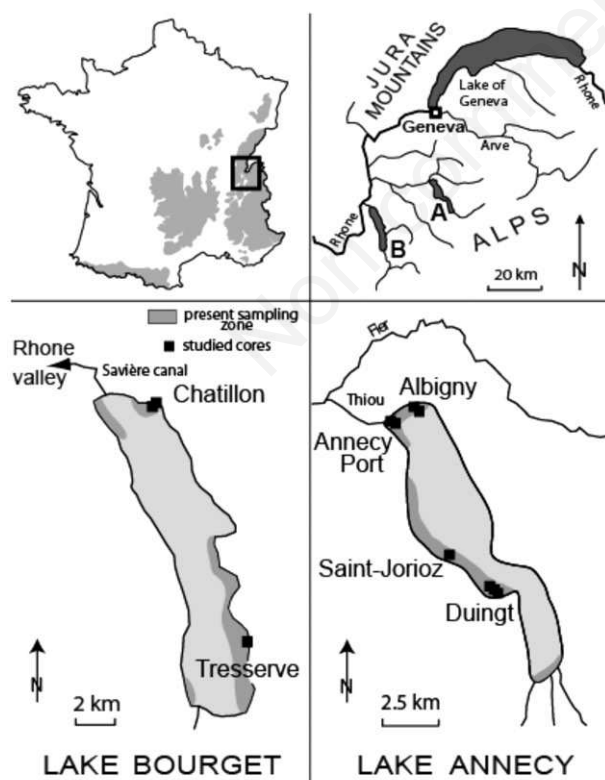 JURA
MOUNTAINS
Lake of
Geneva
Rhone
Geneva
Arve
A
ALPS
Rhone
B
20 km
N
present sampling
zone
studied cores
Rhone
valley
Savière canal
Chatillon
Tresserve
N
2 km
LAKE BOURGET
Fier
Thiou
Albigny
Annecy
Port
Saint-Jorioz
Duingt
N
2.5 km
LAKE ANNECY